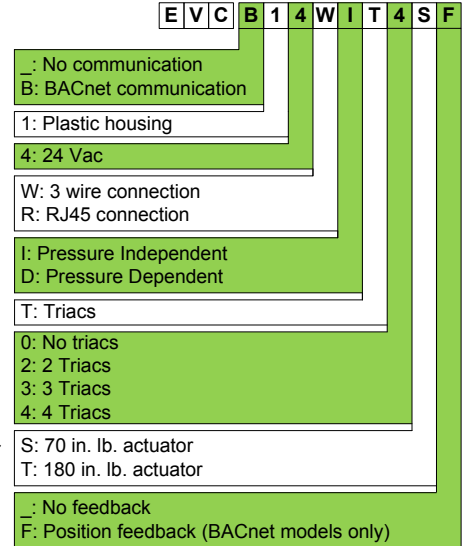 E V C B 1 4 W I T 4 S F
_: No communication
B: BACnet communication
1: Plastic housing
4: 24 Vac
W: 3 wire connection
R: RJ45 connection
I: Pressure Independent
D: Pressure Dependent
T: Triacs
0: No triacs
2: 2 Triacs
3: 3 Triacs
4: 4 Triacs
S: 70 in. lb. actuator
T: 180 in. lb. actuator
_: No feedback
F: Position feedback (BACnet models only)